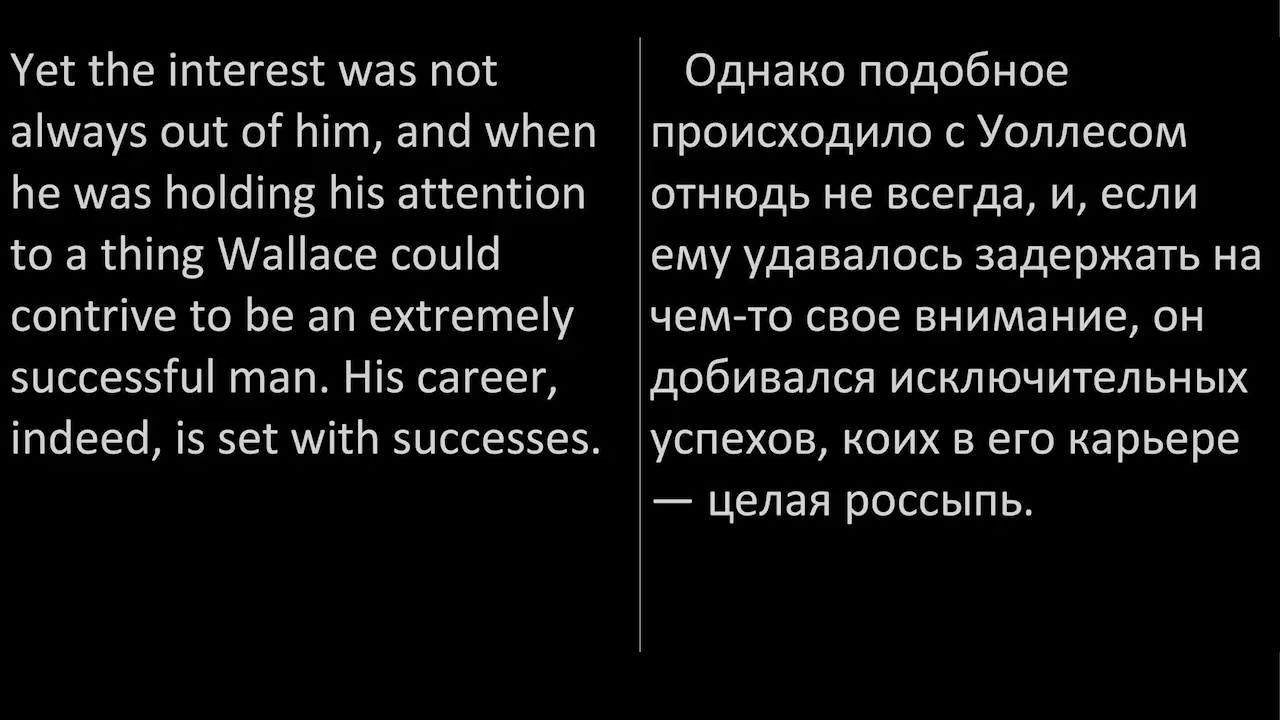 Yet the interest was not
always out of him, and when
he was holding his attention
to a thing Wallace could
contrive to be an extremely
successful man. His career,
indeed, is set with successes.
Однако подобное
происходило с Уоллесом
отнюдь не всегда, и, если
ему удавалось задержать на
чем-то свое внимание, он
добивался исключительных
успехов, коих в его карьере
— целая россыпь.